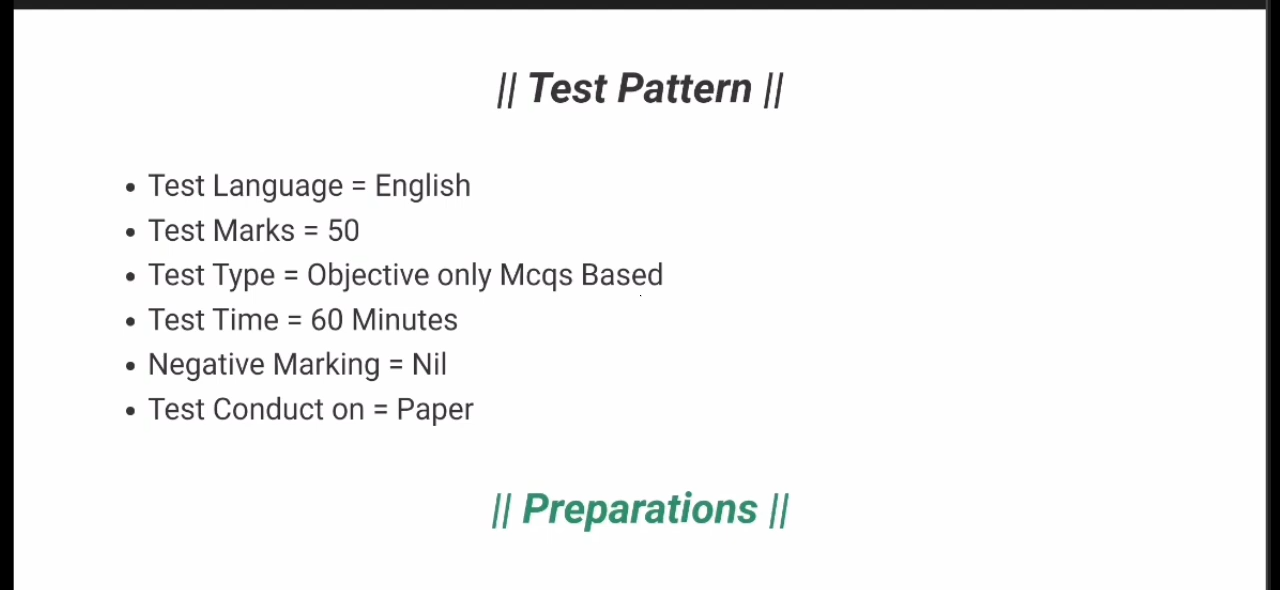 || Test Pattern ||
• Test Language = English
• Test Marks = 50
• Test Type = Objective only Mcqs Based
• Test Time = 60 Minutes
• Negative Marking = Nil
• Test Conduct on = Paper
|| Preparations ||